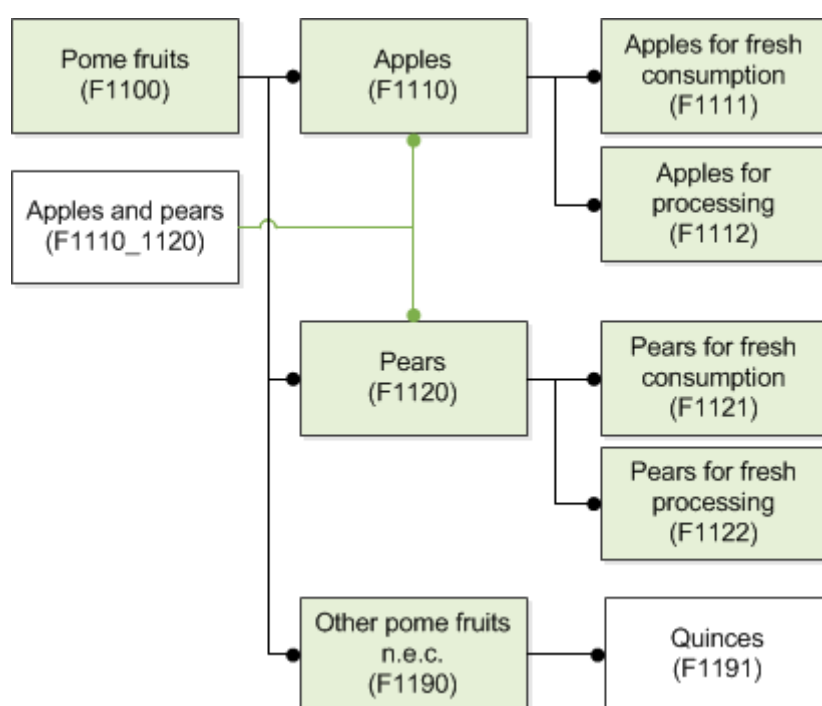 Pome fruits
(F1100)
Apples
(F1110)
Apples for fresh
consumption
(F1111)
Apples for
processing
(F1112)
Apples and pears
(F1110_1120)
Pears
(F1120)
Pears for fresh
consumption
(F1121)
Pears for fresh
processing
(F1122)
Other pome fruits
n.e.c.
(F1190)
Quinces
(F1191)